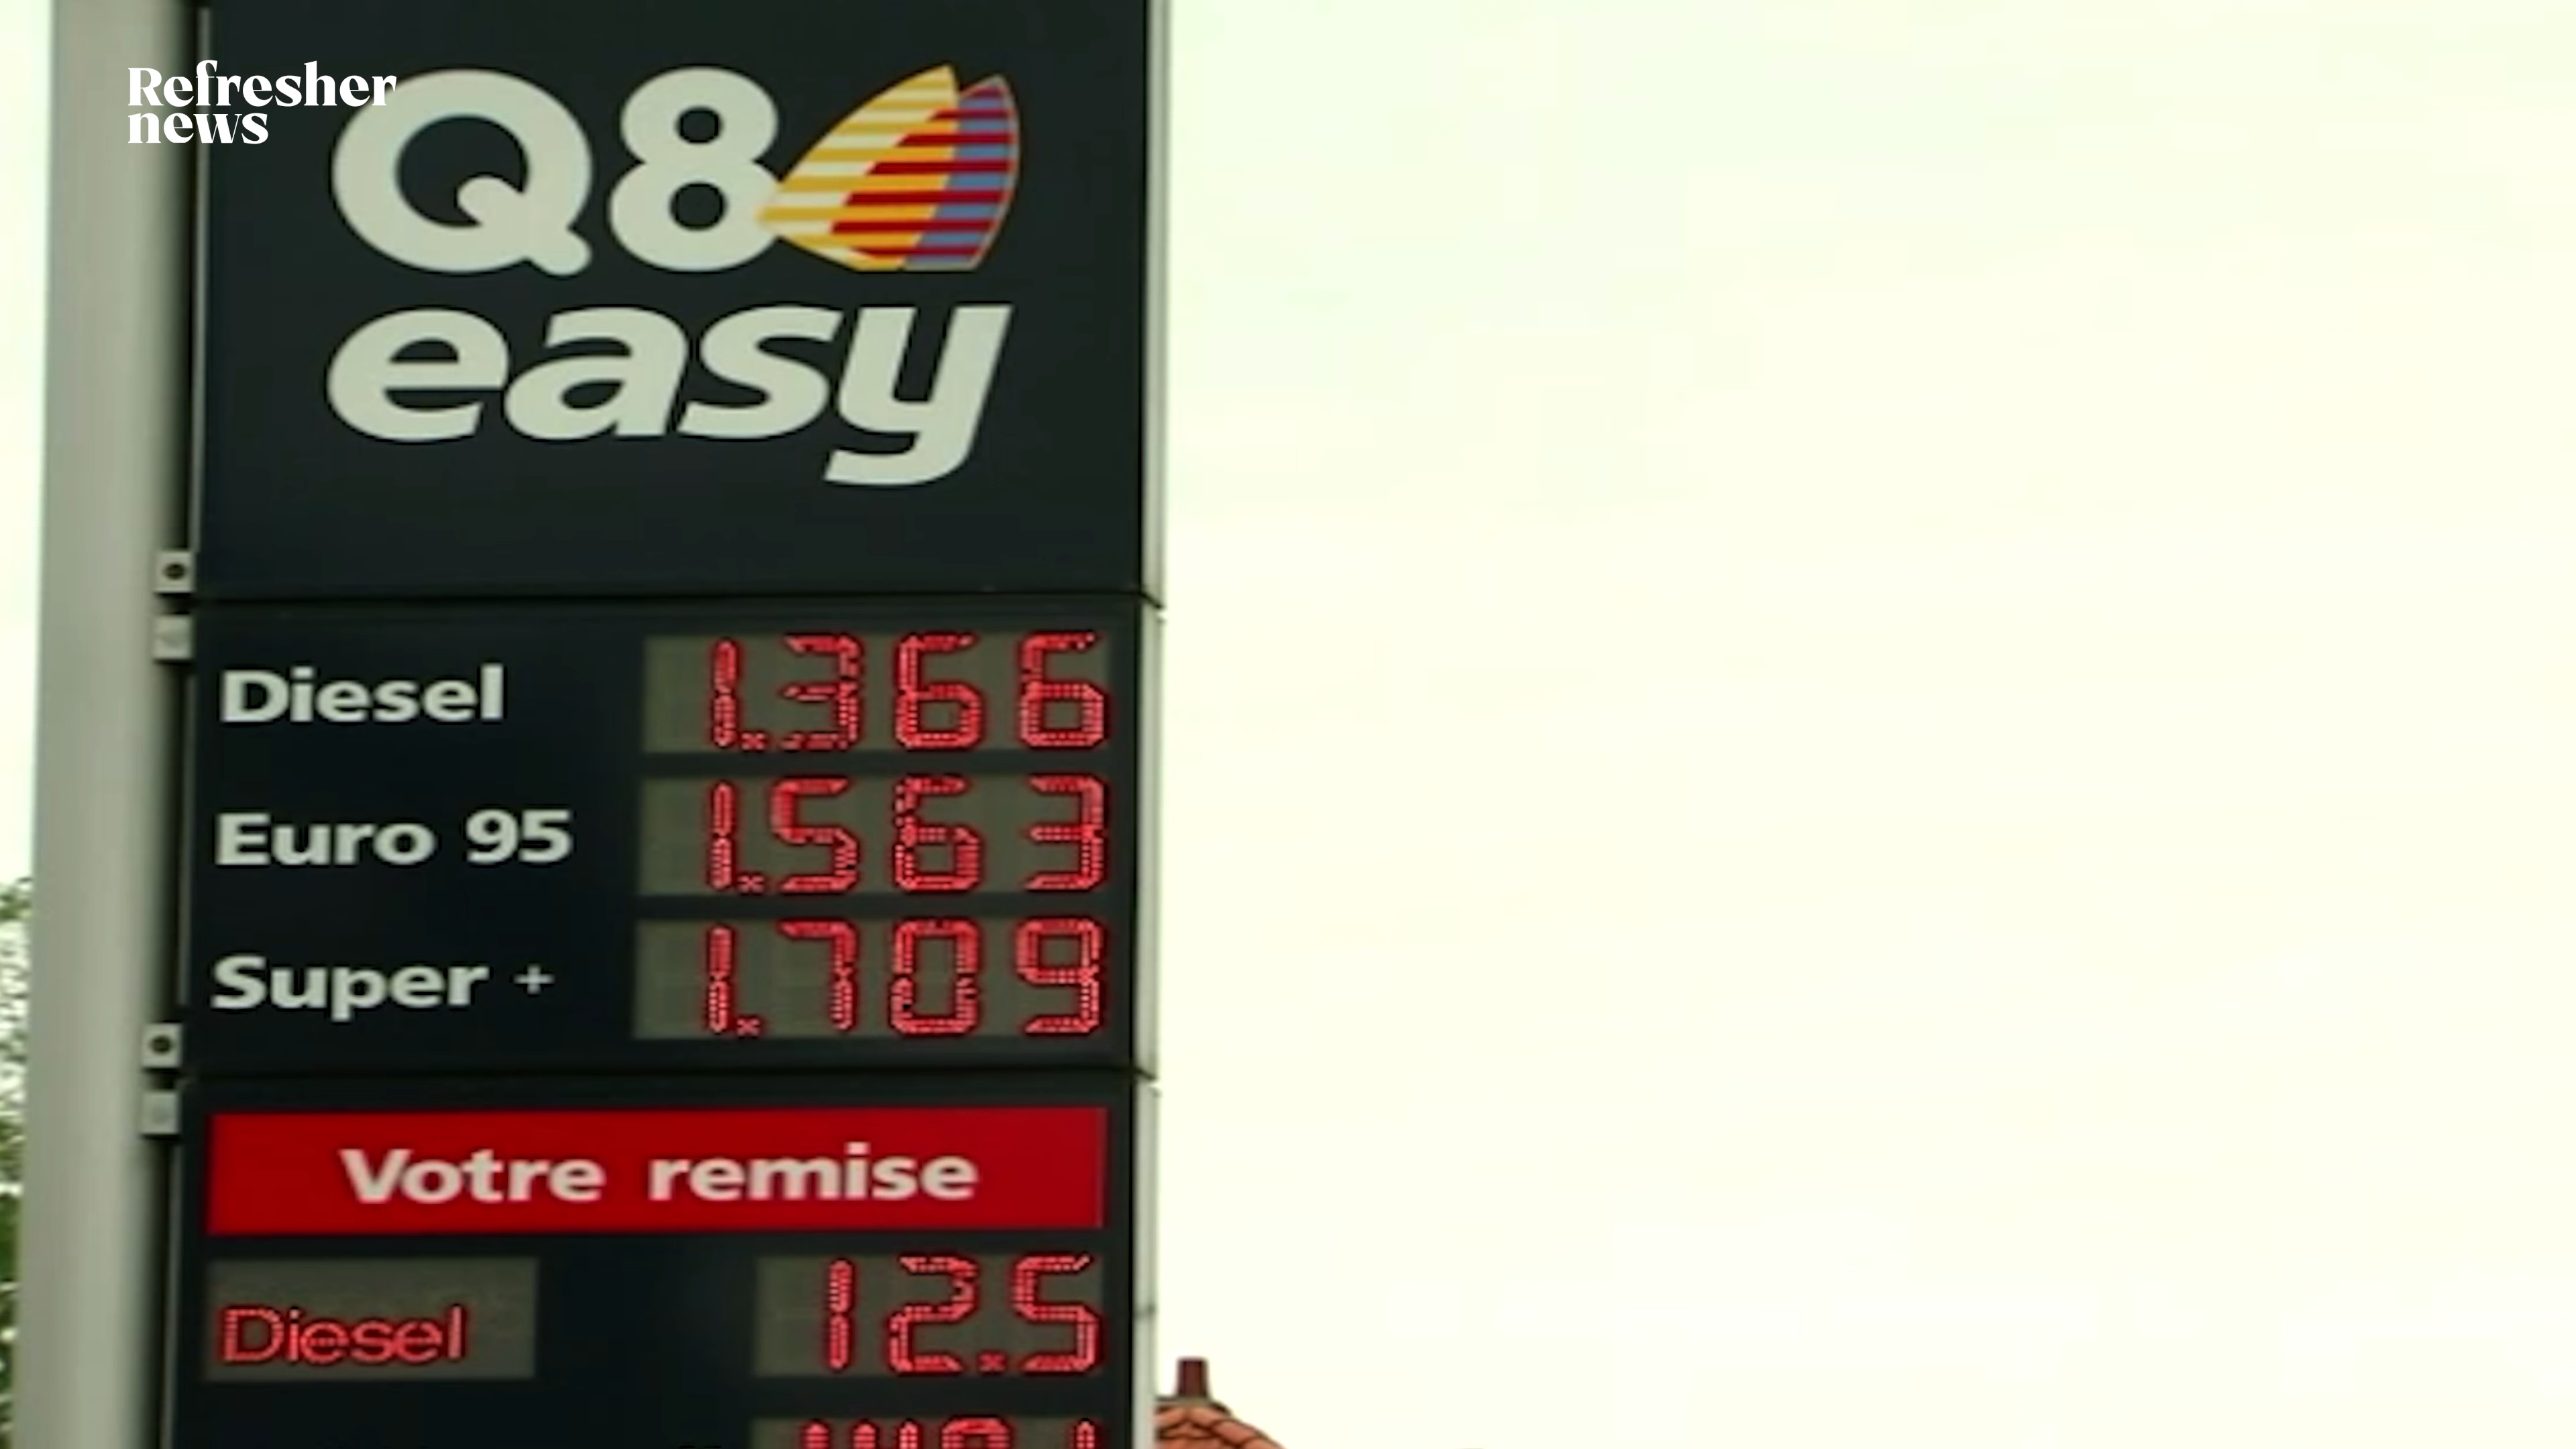 Refresher
news
Q8
easy
Diesel 1.366
Euro 95 1.563
Super + 1.709
Votre remise
Diesel 12.5